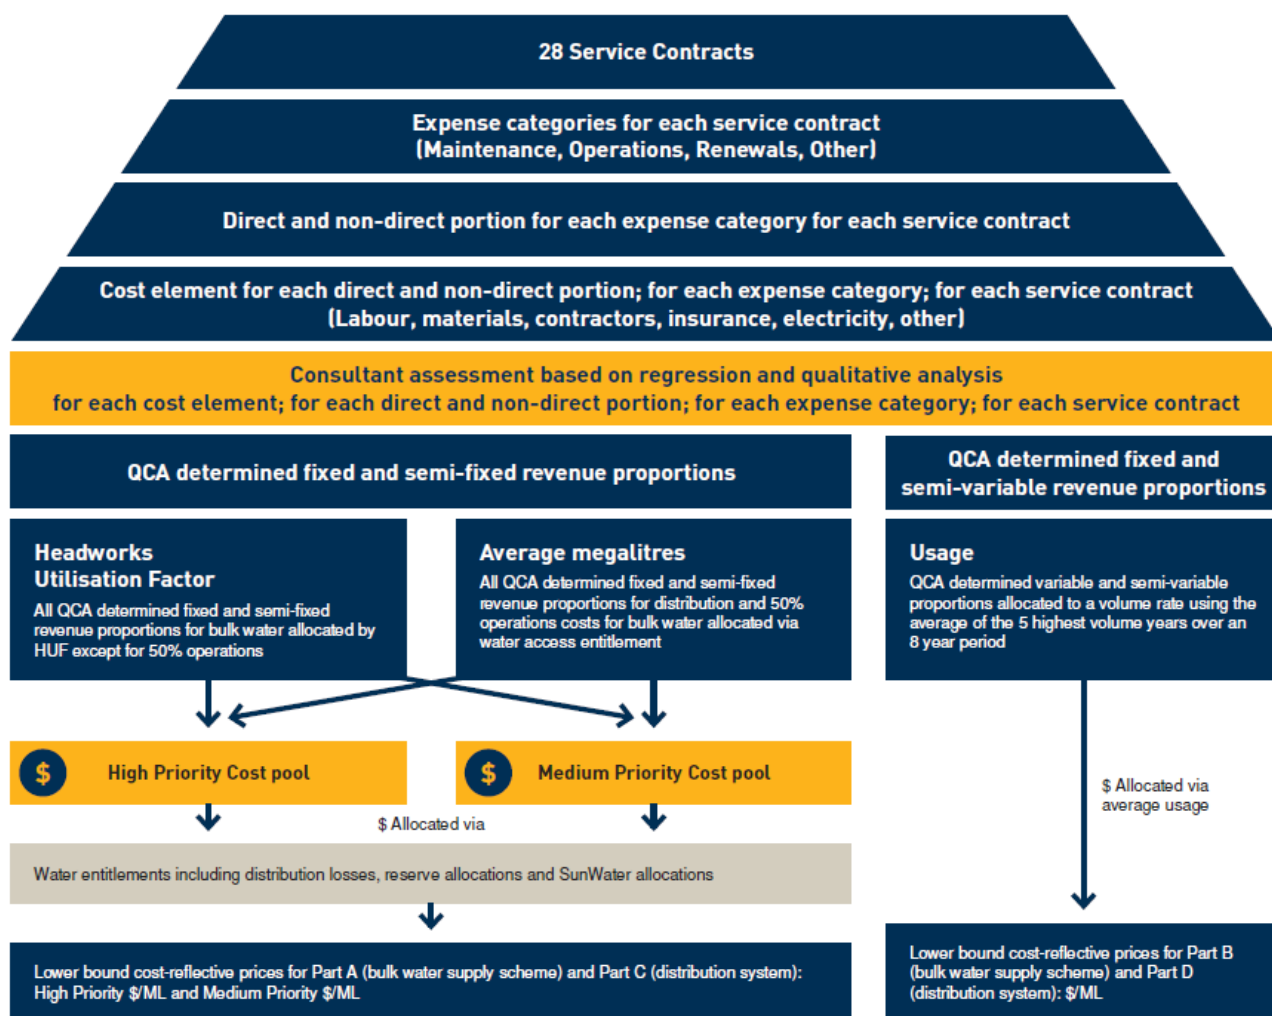 28 Service Contracts
Expense categories for each service contract
(Maintenance, Operations, Renewals, Other)
Direct and non-direct portion for each expense category for each service contract
Cost element for each direct and non-direct portion; for each expense category; for each service contract
(Labour, materials, contractors, insurance, electricity, other)
Consultant assessment based on regression and qualitative analysis
for each cost element; for each direct and non-direct portion; for each expense category; for each service contract
QCA determined fixed and semi-fixed revenue proportions
QCA determined fixed and
semi-variable revenue proportions
Headworks
Utilisation Factor
All QCA determined fixed and semi-fixed
revenue proportions for bulk water allocated by
HUF except for 50% operations
Average megalitres
All QCA determined fixed and semi-fixed
revenue proportions for distribution and 50%
operations costs for bulk water allocated via
water access entitlement
Usage
QCA determined variable and semi-variable
proportions allocated to a volume rate using the
average of the 5 highest volume years over an
8 year period
$ High Priority Cost pool
$ Medium Priority Cost pool
$ Allocated via
$ Allocated via
average usage
Water entitlements including distribution losses, reserve allocations and SunWater allocations
Lower bound cost-reflective prices for Part A (bulk water supply scheme) and Part C (distribution system):
High Priority $/ML and Medium Priority $/ML
Lower bound cost-reflective prices for Part B
(bulk water supply scheme) and Part D
(distribution system): $/ML